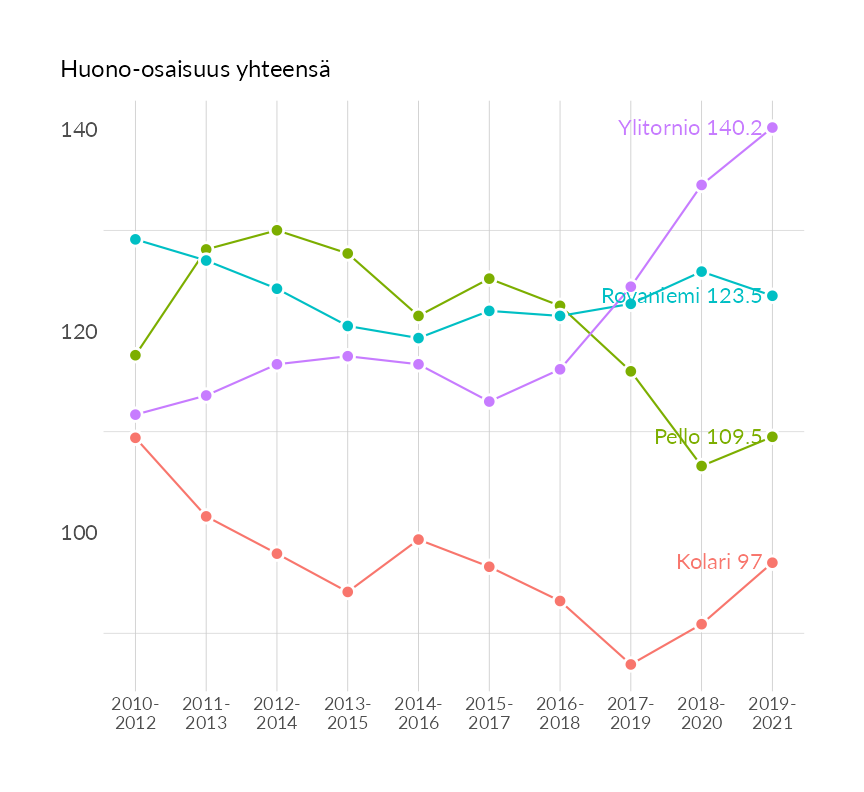 Huono-osaisuus yhteensä
140
Ylitornio 140.2
Rovaniemi 123.5
120
Pello 109.5
100
Kolari 97
2010- 2011- 2012- 2013- 2014- 2015- 2016- 2017- 2018- 2019-
2012 2013 2014 2015 2016 2017 2018 2019 2020 2021